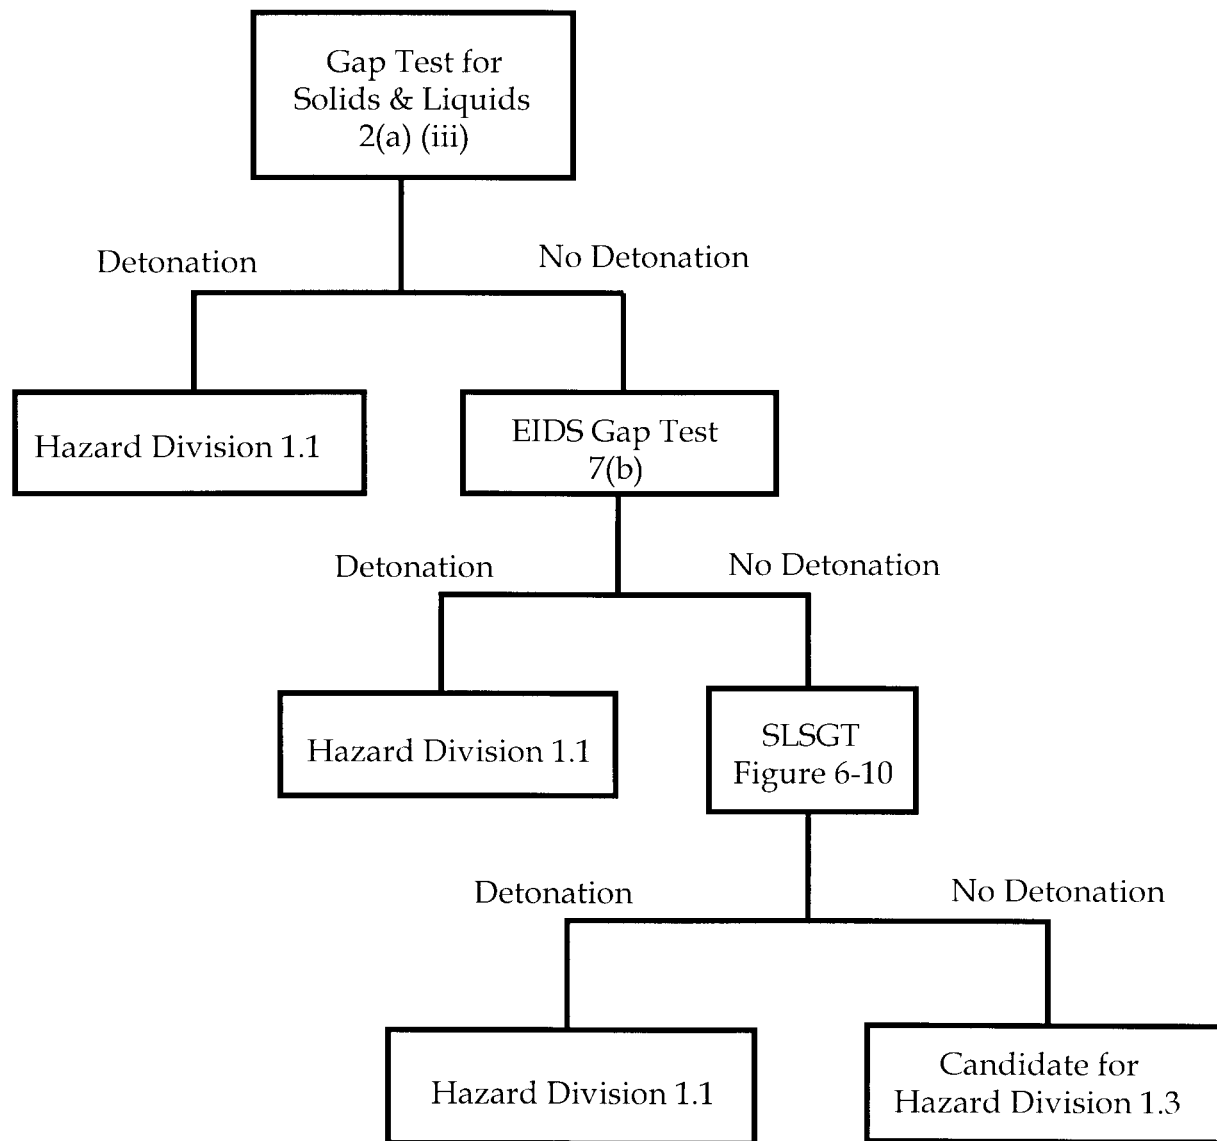 Gap Test for
Solids & Liquids
2(a) (iii)
Detonation
No Detonation
Hazard Division 1.1
EIDS Gap Test
7(b)
Detonation
No Detonation
Hazard Division 1.1
SLSGT
Figure 6-10
Detonation
No Detonation
Hazard Division 1.1
Candidate for
Hazard Division 1.3